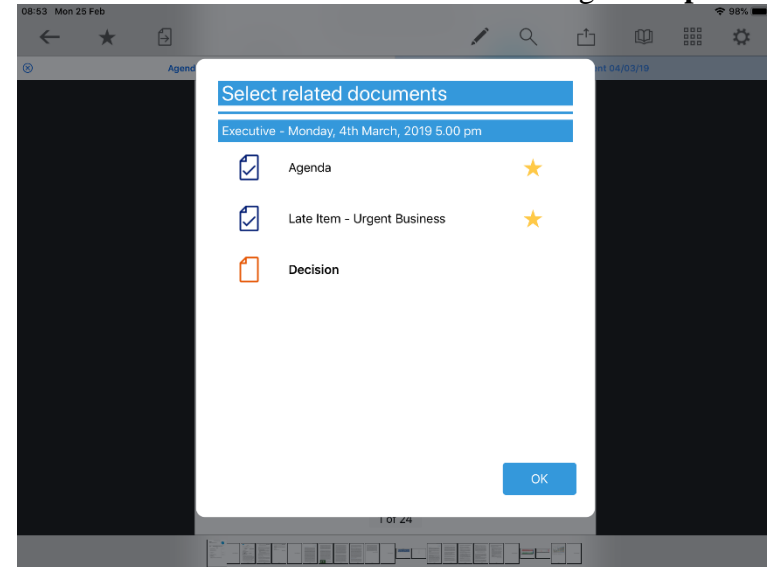 08:53 Mon 25 Feb 98%
Agend nt 04/03/19
Select related documents
Executive - Monday, 4th March, 2019 5.00 pm
Agenda
Late Item - Urgent Business
Decision
OK
1 of 24